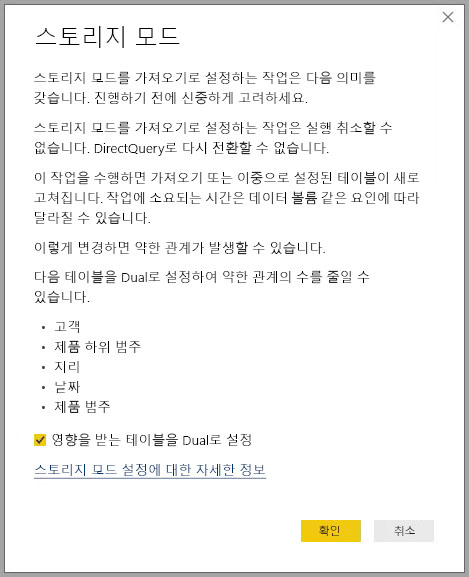 스토리지 모드
스토리지 모드를 가져오기로 설정하는 작업은 다음 의미를
갖습니다. 진행하기 전에 신중하게 고려하세요.
스토리지 모드를 가져오기로 설정하는 작업은 실행 취소할 수
없습니다. DirectQuery로 다시 전환할 수 없습니다.
이 작업을 수행하면 가져오기 또는 이중으로 설정된 테이블이 새로
고쳐집니다. 작업에 소요되는 시간은 데이터 볼륨 같은 요인에 따라
달라질 수 있습니다.
이렇게 변경하면 약한 관계가 발생할 수 있습니다.
다음 테이블을 Dual로 설정하여 약한 관계의 수를 줄일 수
있습니다.
• 고객
• 제품 하위 범주
• 지리
• 날짜
• 제품 범주
영향을 받는 테이블을 Dual로 설정
스토리지 모드 설정에 대한 자세한 정보
확인 취소